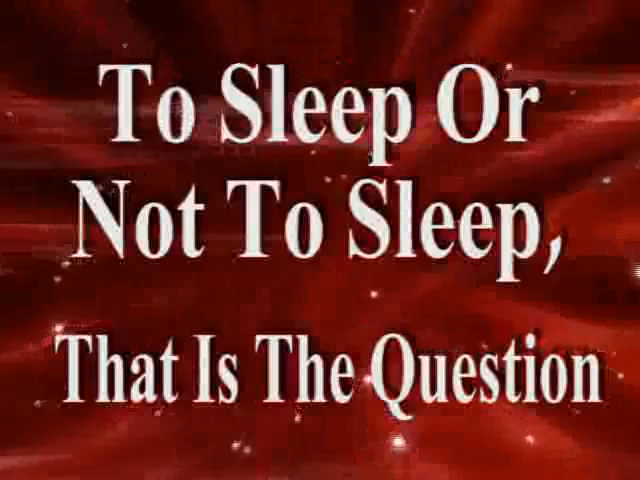 To Sleep Or
Not To Sleep,
That Is The Question